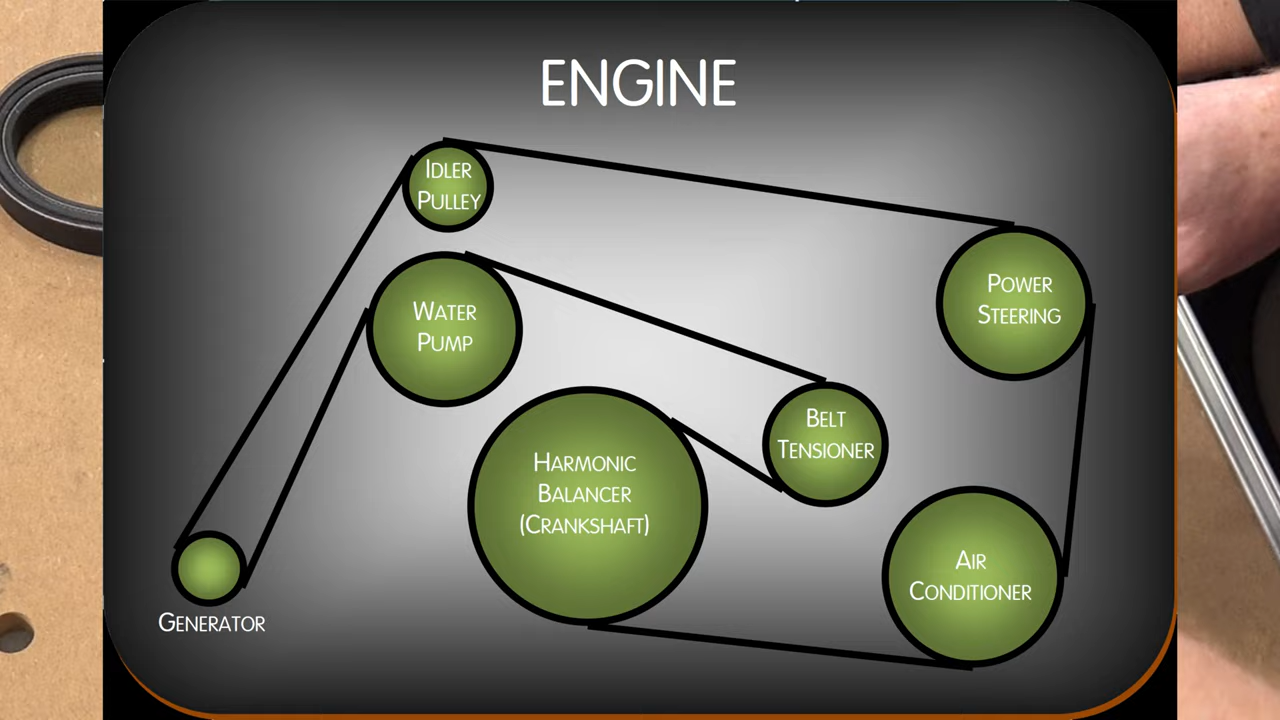 ENGINE
IDLER
PULLEY
POWER
STEERING
WATER
PUMP
BELT
TENSIONER
HARMONIC
BALANCER
(CRANKSHAFT)
AIR
CONDITIONER
GENERATOR